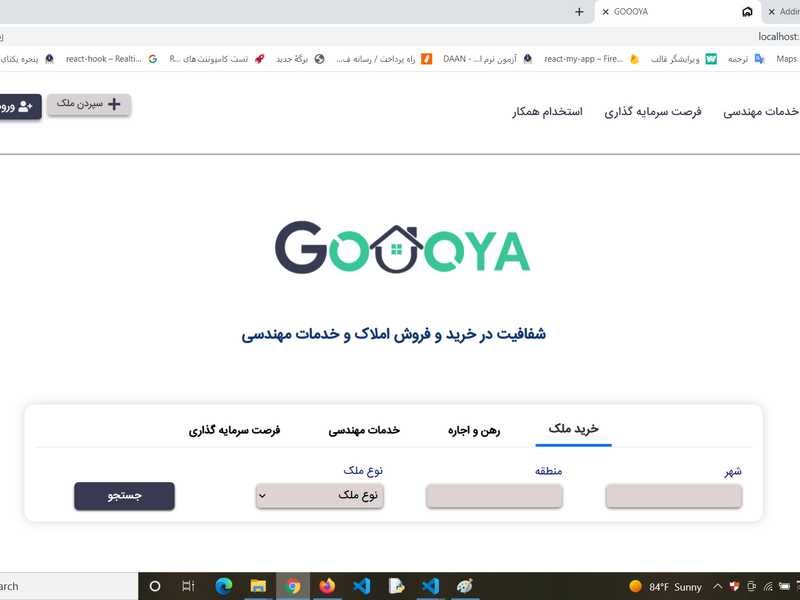 GOOOYA
Addin
localhost:
Maps
ترجمه
ویرایشگر غالب
react-my-app – Fire...
آزمون نرم ا... - DAAN
راه پرداخت / رسانه ف...
برگهٔ جدید
تست کامپوننت های ... R
react-hook – Realti...
پنجره یکتای
خدمات مهندسی
فرصت سرمایه گذاری
استخدام همکار
سپردن ملک
ورود
GOOOYA
شفافیت در خرید و فروش املاک و خدمات مهندسی
خرید ملک
رهن و اجاره
خدمات مهندسی
فرصت سرمایه گذاری
شهر
منطقه
نوع ملک
نوع ملک
جستجو
arch
84°F Sunny